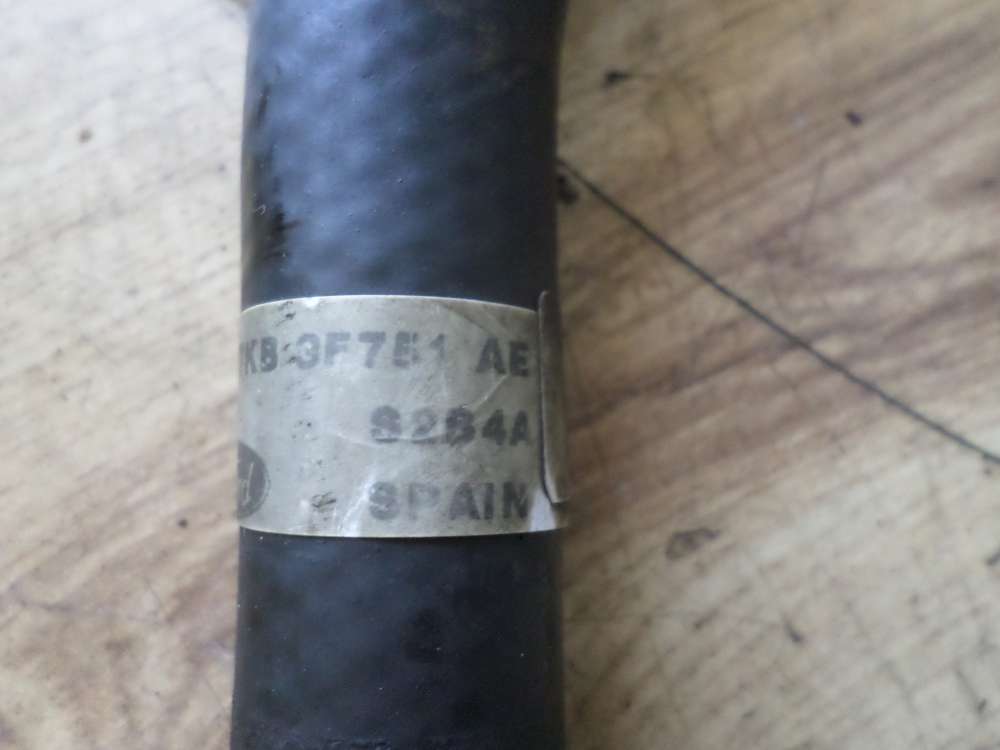 KB 3F751 AE
S2B4A
SPAIN